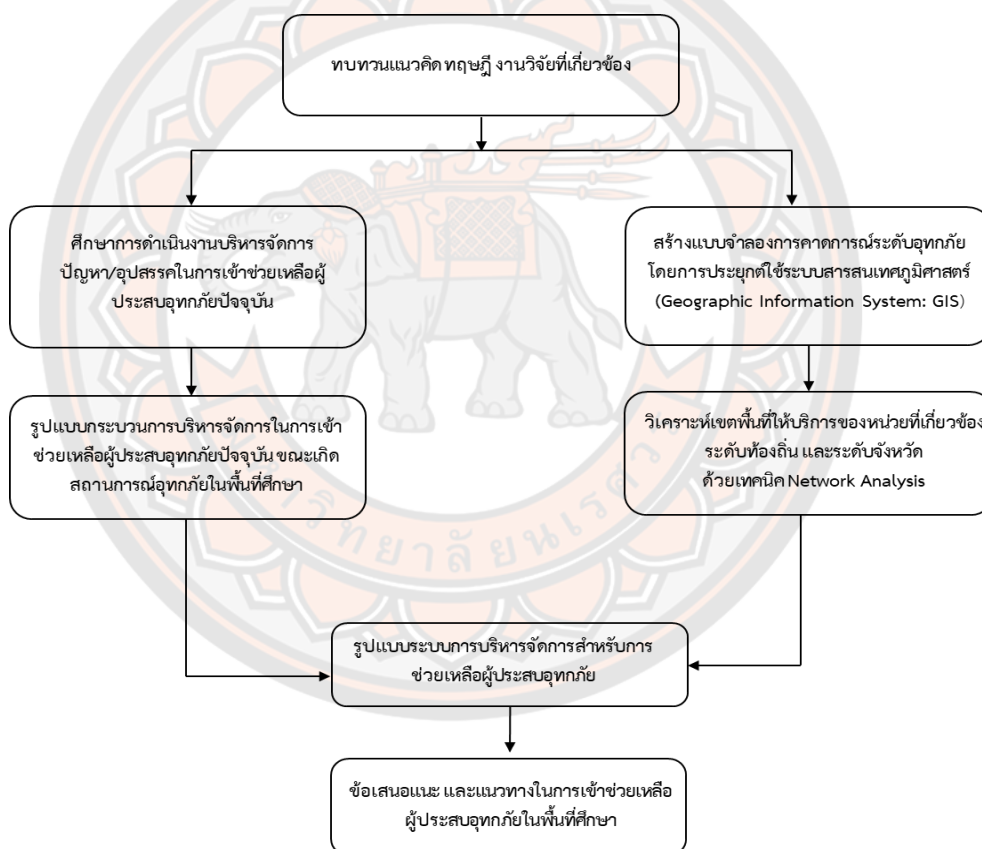 ทบทวนแนวคิด ทฤษฎี งานวิจัยที่เกี่ยวข้อง
ศึกษาการดำเนินงานบริหารจัดการ
ปัญหา/อุปสรรคในการเข้าช่วยเหลือผู้
ประสบอุทกภัยปัจจุบัน
สร้างแบบจำลองการคาดการณ์ระดับอุทกภัย
โดยการประยุกต์ใช้ระบบสารสนเทศภูมิศาสตร์
(Geographic Information System: GIS)
รูปแบบกระบวนการบริหารจัดการในการเข้า
ช่วยเหลือผู้ประสบอุทกภัยปัจจุบัน ขณะเกิด
สถานการณ์อุทกภัยในพื้นที่ศึกษา
วิเคราะห์เขตพื้นที่ให้บริการของหน่วยที่เกี่ยวข้อง
ระดับท้องถิ่น และระดับจังหวัด
ด้วยเทคนิค Network Analysis
มหาวิทยาลัยนเรศวร
รูปแบบระบบการบริหารจัดการสำหรับการ
ช่วยเหลือผู้ประสบอุทกภัย
ข้อเสนอแนะ และแนวทางในการเข้าช่วยเหลือ
ผู้ประสบอุทกภัยในพื้นที่ศึกษา